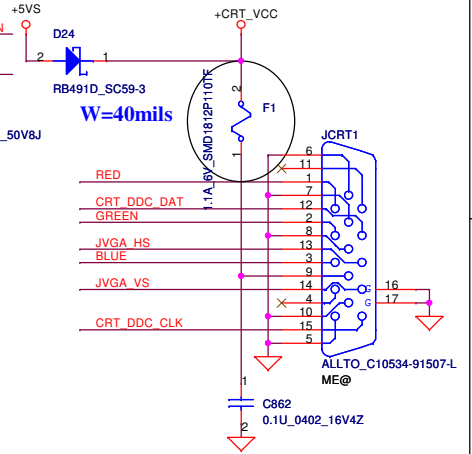 +5VS
+CRT_VCC
D24
2
1
RB491D_SC59-3
W=40mils
_50V8J
2
F1
1
1.1A_6V_SMD1812P110TF
JCRT1
6
11
RED
1
7
CRT_DDC_DAT
12
GREEN
2
8
JVGA_HS
13
BLUE
3
9
JVGA_VS
14
G
16
4
G
17
10
CRT_DDC_CLK
15
5
ALLTO_C10534-91507-L
ME@
1
C862
0.1U_0402_16V4Z
2